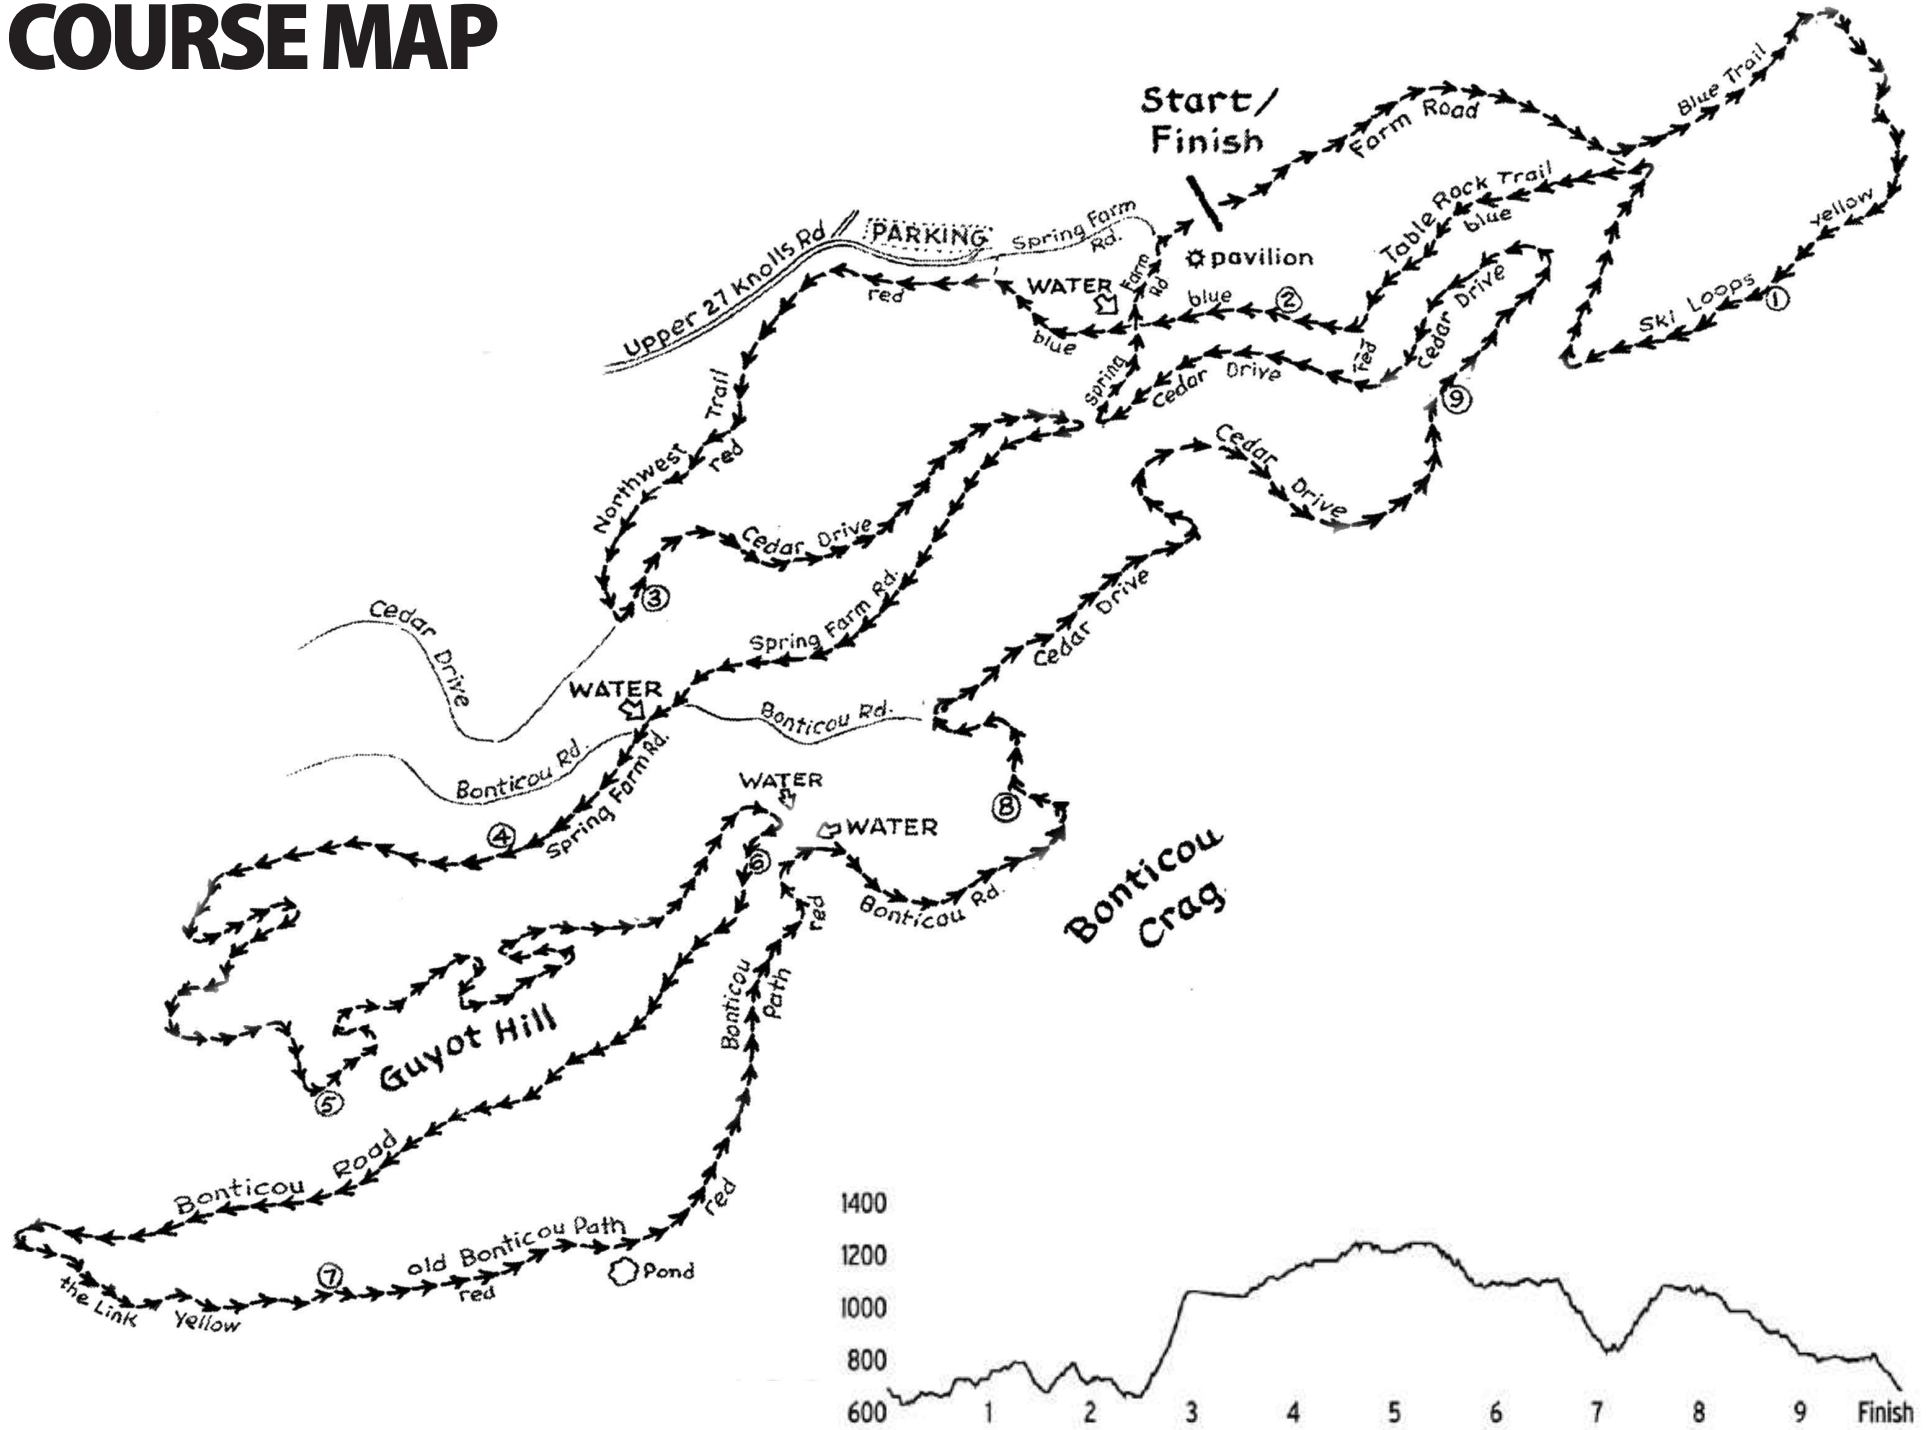 COURSE MAP
Start/
Finish
Farm Road
Blue Trail
yellow
Ski Loops
1
Table Rock Trail
blue
Cedar Drive
red
9
2
blue
pavilion
Spring Farm
Rd.
PARKING
Upper 27 Knolls Rd
WATER
Farm
Rd
Spring
blue
red
Cedar Drive
Northwest Trail
red
3
Cedar Drive
Cedar Drive
Cedar Drive
Cedar Drive
Spring Farm Rd.
WATER
Bonticou Rd.
Bonticou Rd.
Spring Farm Rd.
4
WATER
WATER
6
8
Bonticou Rd.
Bonticou
Crag
red
Bonticou
Path
Guyot Hill
5
Bonticou Road
red
the Link
Yellow
7
old Bonticou Path
red
Pond
1400
1200
1000
800
600
1 2 3 4 5 6 7 8 9 Finish